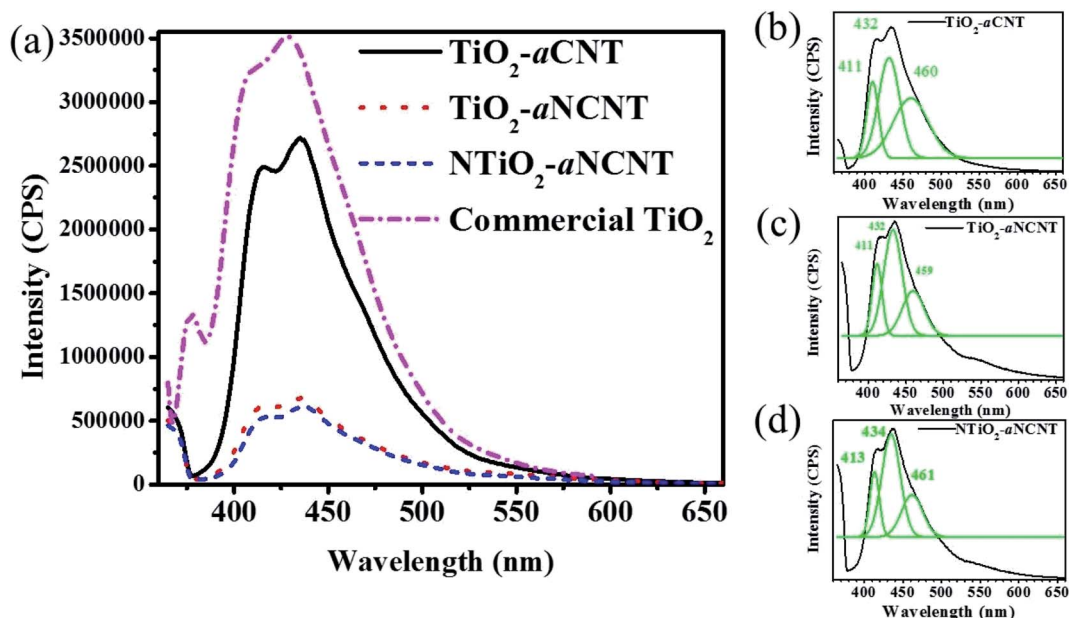 (a)
3500000
3000000
2500000
2000000
1500000
1000000
500000
0
Intensity (CPS)
400 450 500 550 600 650
Wavelength (nm)
TiO2-aCNT
TiO2-aNCNT
NTiO2-aNCNT
Commercial TiO2
(b)
TiO2-aCNT
432
411
460
Intensity (CPS)
400 450 500 550 600 650
Wavelength (nm)
(c)
TiO2-aNCNT
432
411
459
Intensity (CPS)
400 450 500 550 600 650
Wavelength (nm)
(d)
NTiO2-aNCNT
434
413
461
Intensity (CPS)
400 450 500 550 600 650
Wavelength (nm)